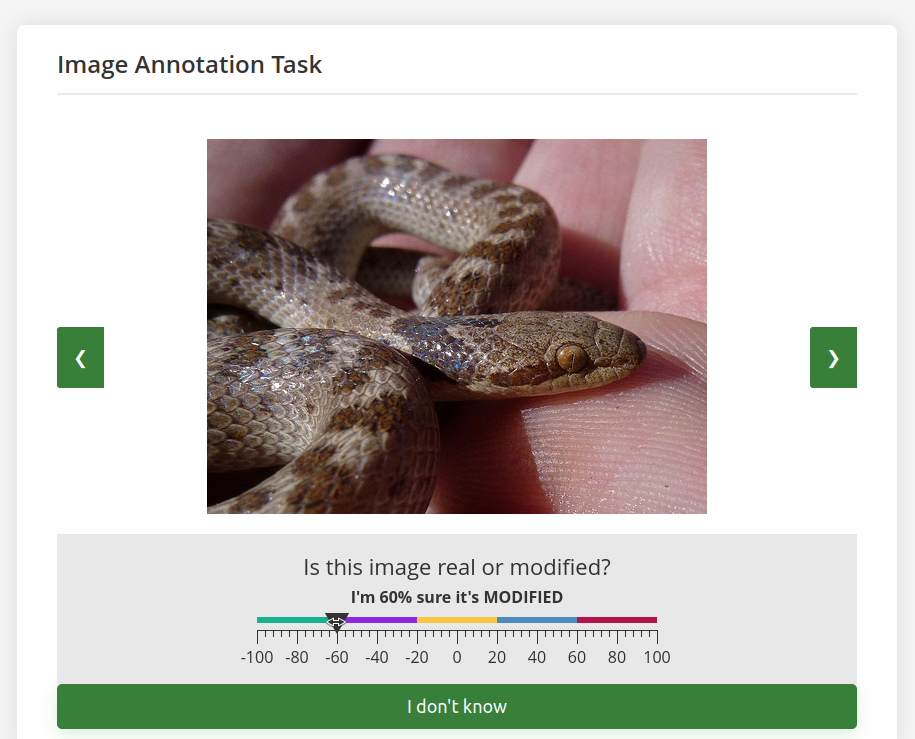 Image Annotation Task
❮
❯
Is this image real or modified?
I'm 60% sure it's MODIFIED
-100 -80 -60 -40 -20 0 20 40 60 80 100
I don't know